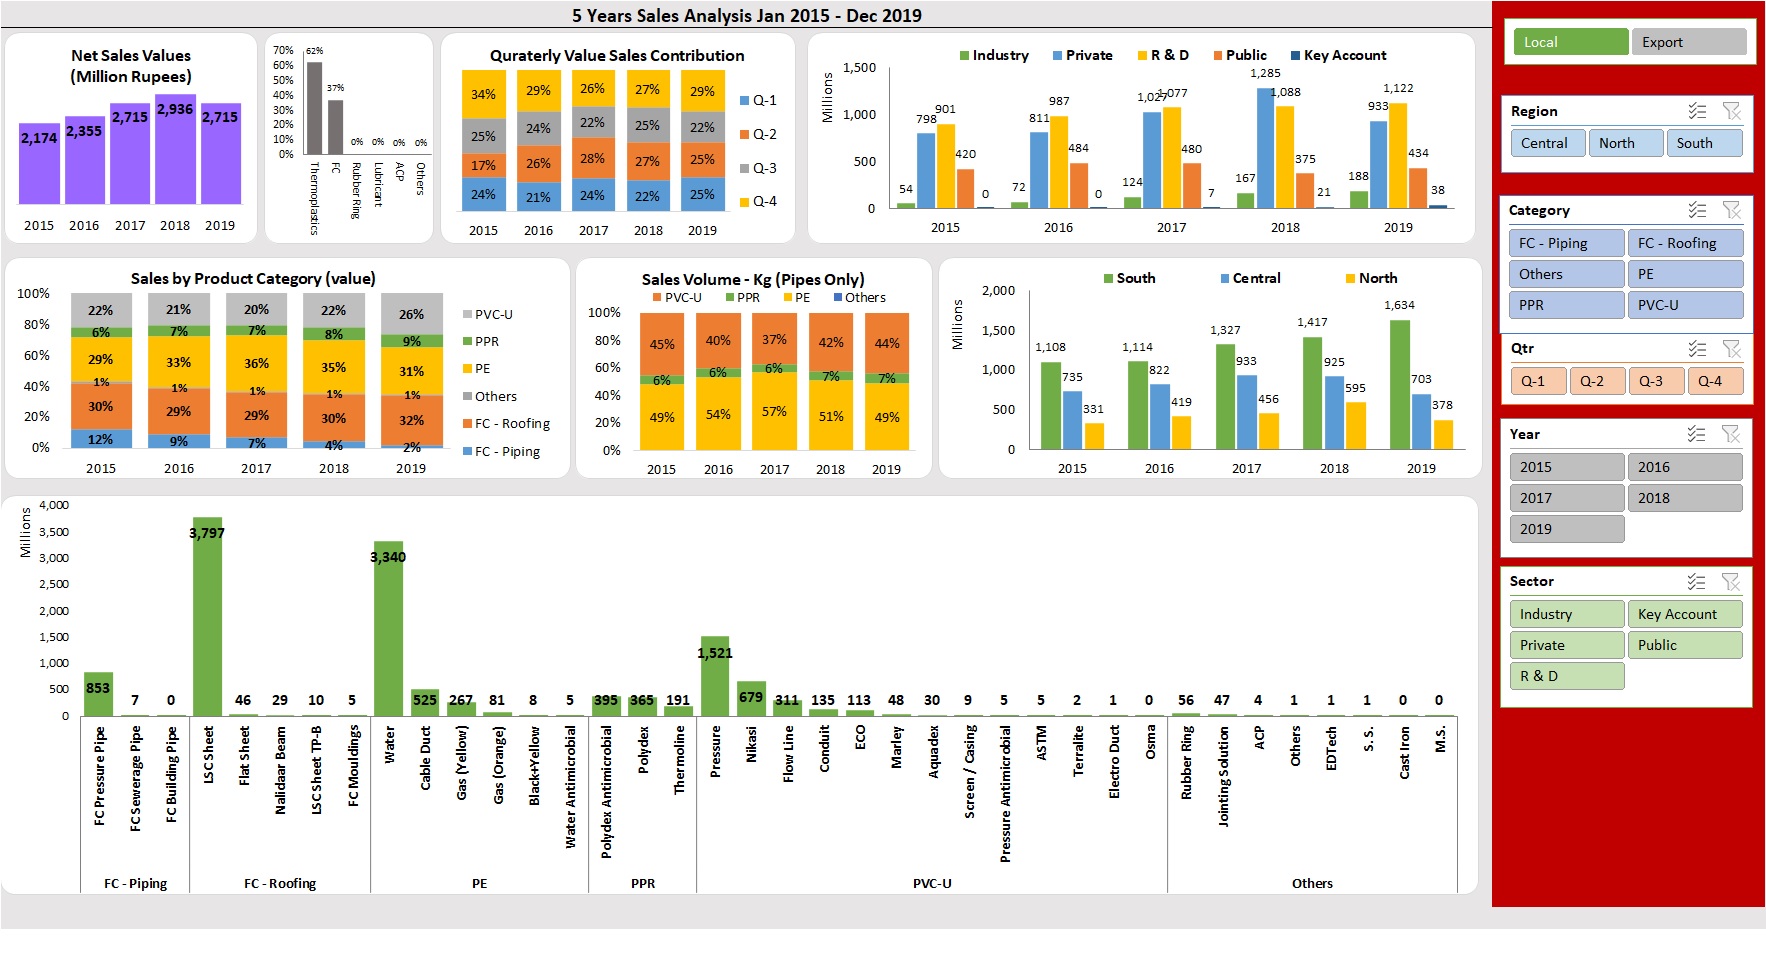 5 Years Sales Analysis Jan 2015 - Dec 2019
Net Sales Values
(Million Rupees)
2,174 2,355 2,715 2,936 2,715
2015 2016 2017 2018 2019
70%
60%
50%
40%
30%
20%
10%
0%
62% 37% 0% 0% 0% 0%
Thermoplastics
FC
Rubber Ring
Lubricant
ACP
Others
Quraterly Value Sales Contribution
34% 29% 26% 27% 29%
25% 24% 22% 25% 22%
17% 26% 28% 27% 25%
24% 21% 24% 22% 25%
2015 2016 2017 2018 2019
Q-1
Q-2
Q-3
Q-4
Industry Private R & D Public Key Account
Millions
1,500
1,000
500
0
54 798 901 420 0
72 811 987 484 0
124 1,027 1,077 480 7
167 1,285 1,088 375 21
188 933 1,122 434 38
2015 2016 2017 2018 2019
Sales by Product Category (value)
100%
80%
60%
40%
20%
0%
22% 21% 20% 22% 26%
6% 7% 7% 8% 9%
29% 33% 36% 35% 31%
1% 1% 1% 1% 1%
30% 29% 29% 30% 32%
12% 9% 7% 4% 2%
2015 2016 2017 2018 2019
PVC-U
PPR
PE
Others
FC - Roofing
FC - Piping
Sales Volume - Kg (Pipes Only)
PVC-U PPR PE Others
100%
80%
60%
40%
20%
0%
45% 40% 37% 42% 44%
6% 6% 6% 7% 7%
49% 54% 57% 51% 49%
2015 2016 2017 2018 2019
South Central North
Millions
2,000
1,500
1,000
500
0
1,108 735 331
1,114 822 419
1,327 933 456
1,417 925 595
1,634 703 378
2015 2016 2017 2018 2019
Millions
4,000
3,500
3,000
2,500
2,000
1,500
1,000
500
0
853 7 0 3,797 46 29 10 5 3,340 525 267 81 8 5 395 365 191 1,521 679 311 135 113 48 30 9 5 5 2 1 0 56 47 4 1 1 1 0 0
FC Pressure Pipe
FC Sewerage Pipe
FC Building Pipe
LSC Sheet
Flat Sheet
Nalidaar Beam
LSC Sheet TP-B
FC Mouldings
Water
Cable Duct
Gas (Yellow)
Gas (Orange)
Black+Yellow
Water Antimicrobial
Polydex Antimicrobial
Polydex
Thermoline
Pressure
Nikasi
Flow Line
Conduit
ECO
Marley
Aquadex
Screen / Casing
Pressure Antimicrobial
ASTM
Terralite
Electro Duct
Osma
Rubber Ring
Jointing Solution
ACP
Others
EDTech
S. S.
Cast Iron
M.S.
FC - Piping FC - Roofing PE PPR PVC-U Others
Local Export
Region
Central North South
Category
FC - Piping FC - Roofing
Others PE
PPR PVC-U
Qtr
Q-1 Q-2 Q-3 Q-4
Year
2015 2016
2017 2018
2019
Sector
Industry Key Account
Private Public
R & D